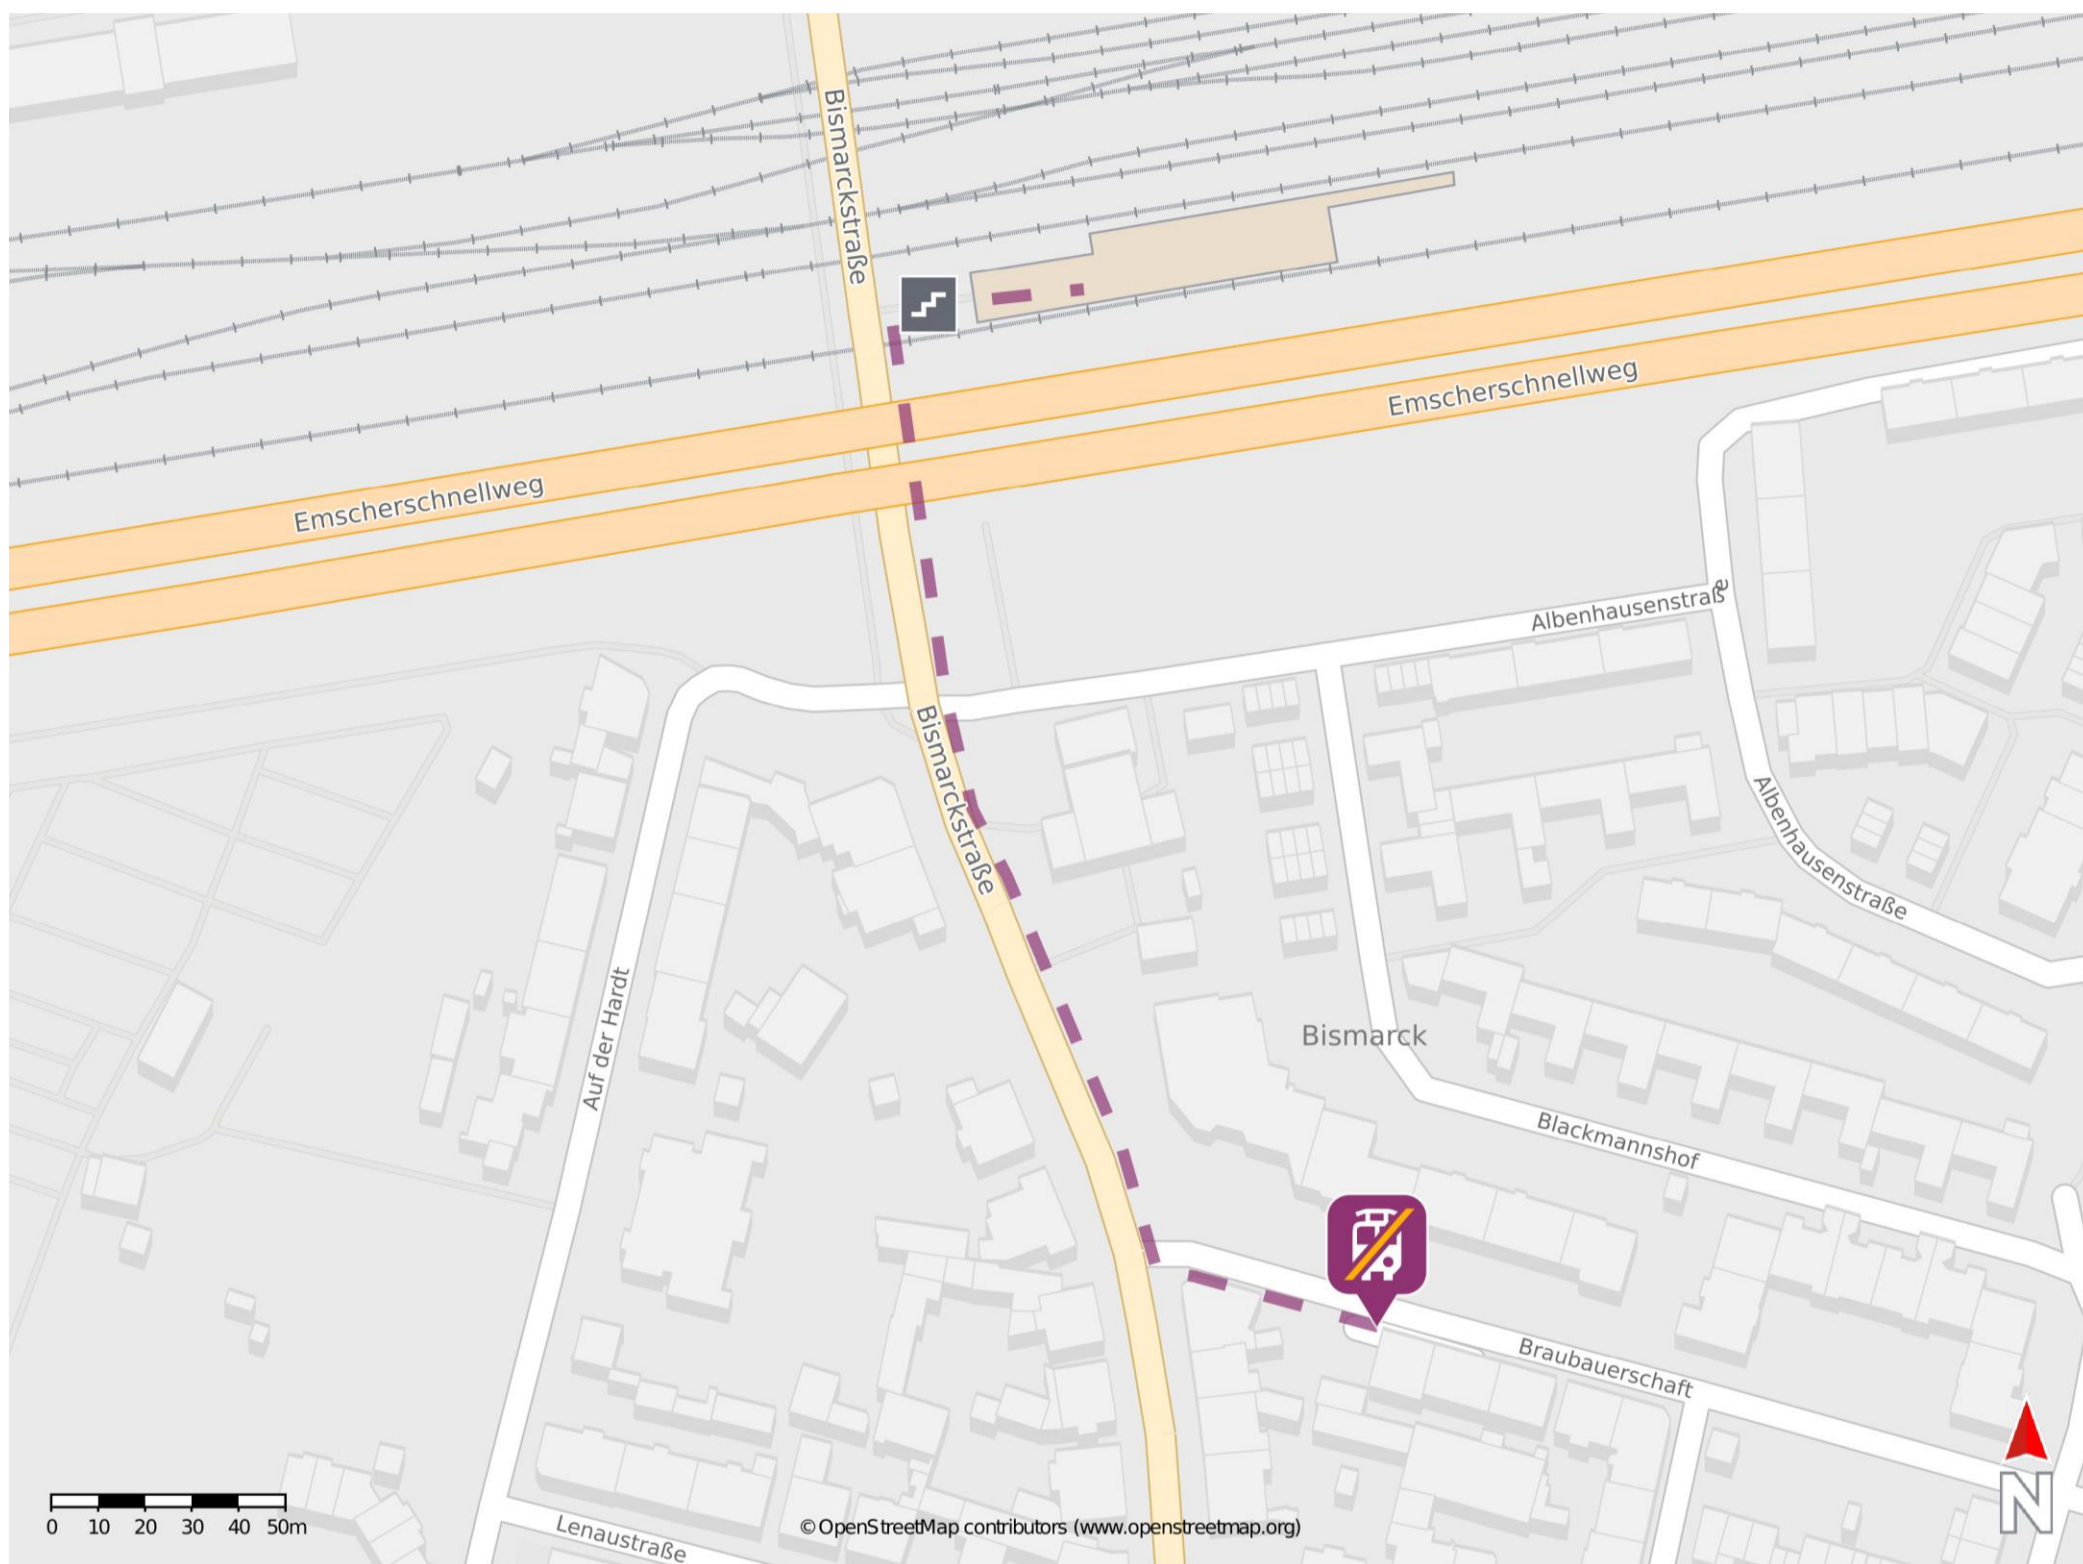 Bismarckstraße
Emscherschnellweg
Emscherschnellweg
Albenhausenstraße
Bismarckstraße
Albenhausenstraße
Auf der Hardt
Bismarck
Blackmannshof
Braubauerschaft
N
0 10 20 30 40 50m
© OpenStreetMap contributors (www.openstreetmap.org)
Lenaustraße